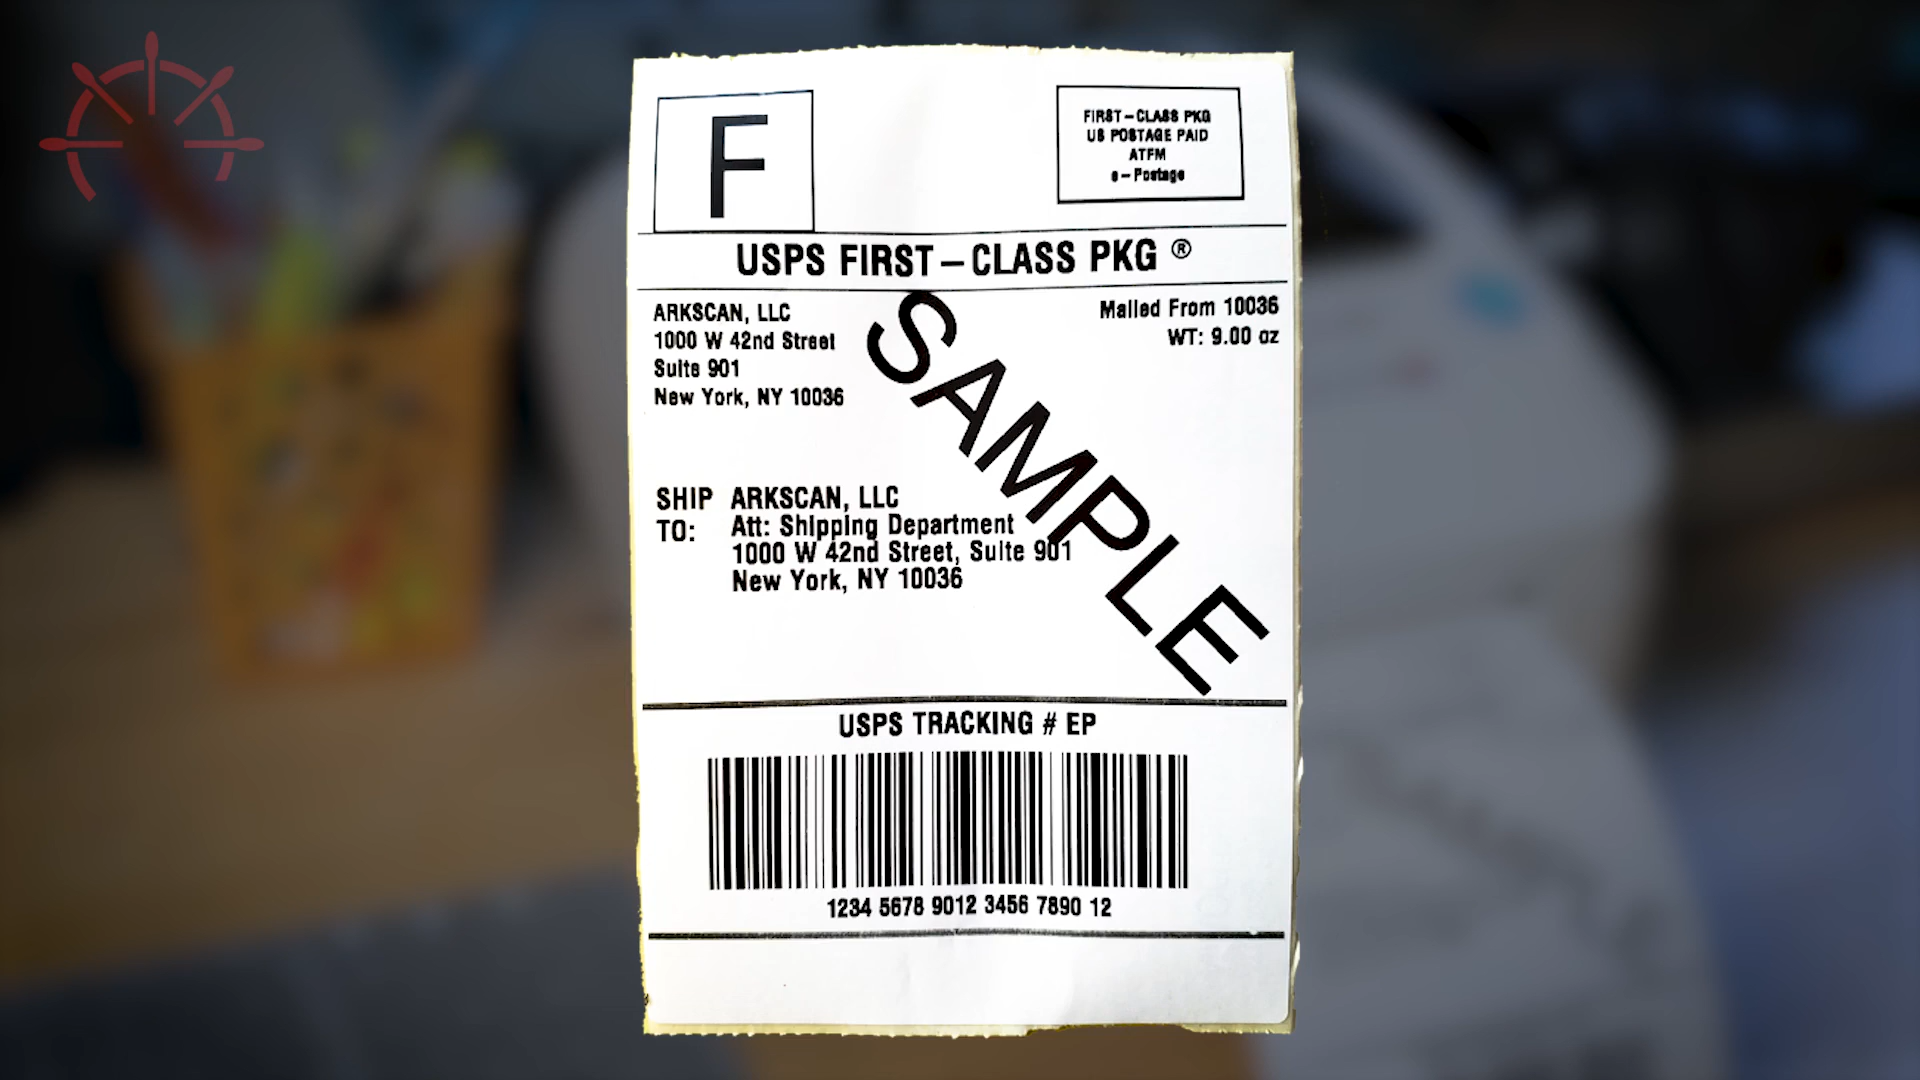 F
FIRST-CLASS PKG
US POSTAGE PAID
ATFM
e-Postage
USPS FIRST-CLASS PKG ®
ARKSCAN, LLC
1000 W 42nd Street
Suite 901
New York, NY 10036
Mailed From 10036
WT: 9.00 oz
SAMPLE
SHIP TO:
ARKSCAN, LLC
Att: Shipping Department
1000 W 42nd Street, Suite 901
New York, NY 10036
USPS TRACKING # EP
1234 5678 9012 3456 7890 12